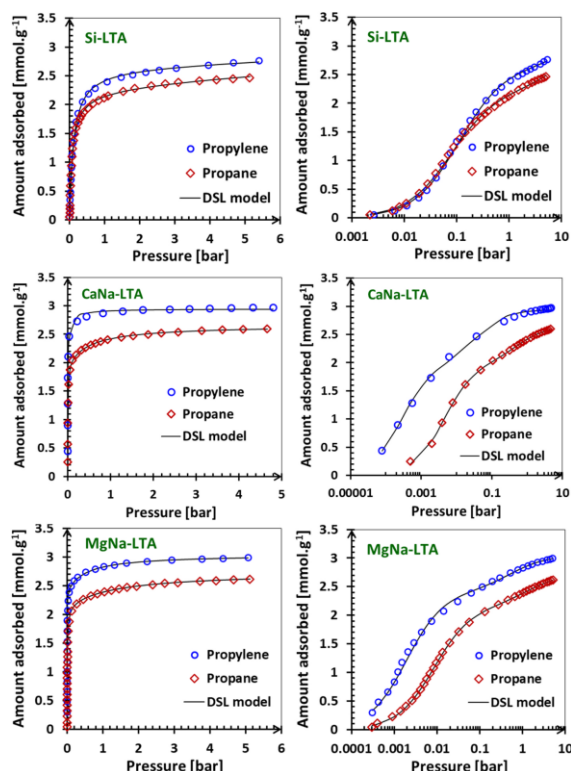 Si-LTA
Amount adsorbed [mmol.g⁻¹]
3.5
3
2.5
2
1.5
1
0.5
0
Propylene
Propane
DSL model
0 1 2 3 4 5 6
Pressure [bar]
Si-LTA
Amount adsorbed [mmol.g⁻¹]
3.5
3
2.5
2
1.5
1
0.5
0
Propylene
Propane
DSL model
0.001 0.01 0.1 1 10
Pressure [bar]
CaNa-LTA
Amount adsorbed [mmol.g¹]
3.5
3
2.5
2
1.5
1
0.5
0
Propylene
Propane
DSL model
0 1 2 3 4 5
Pressure [bar]
CaNa-LTA
Amount adsorbed [mmol.g¹]
3.5
3
2.5
2
1.5
1
0.5
0
Propylene
Propane
DSL model
0.00001 0.001 0.1 10
Pressure [bar]
MgNa-LTA
Amount adsorbed [mmol.g¹]
3.5
3
2.5
2
1.5
1
0.5
0
Propylene
Propane
DSL model
0 1 2 3 4 5 6
Pressure [bar]
MgNa-LTA
Amount adsorbed [mmol.g¹]
3.5
3
2.5
2
1.5
1
0.5
0
Propylene
Propane
DSL model
0.0001 0.001 0.01 0.1 1 10
Pressure [bar]